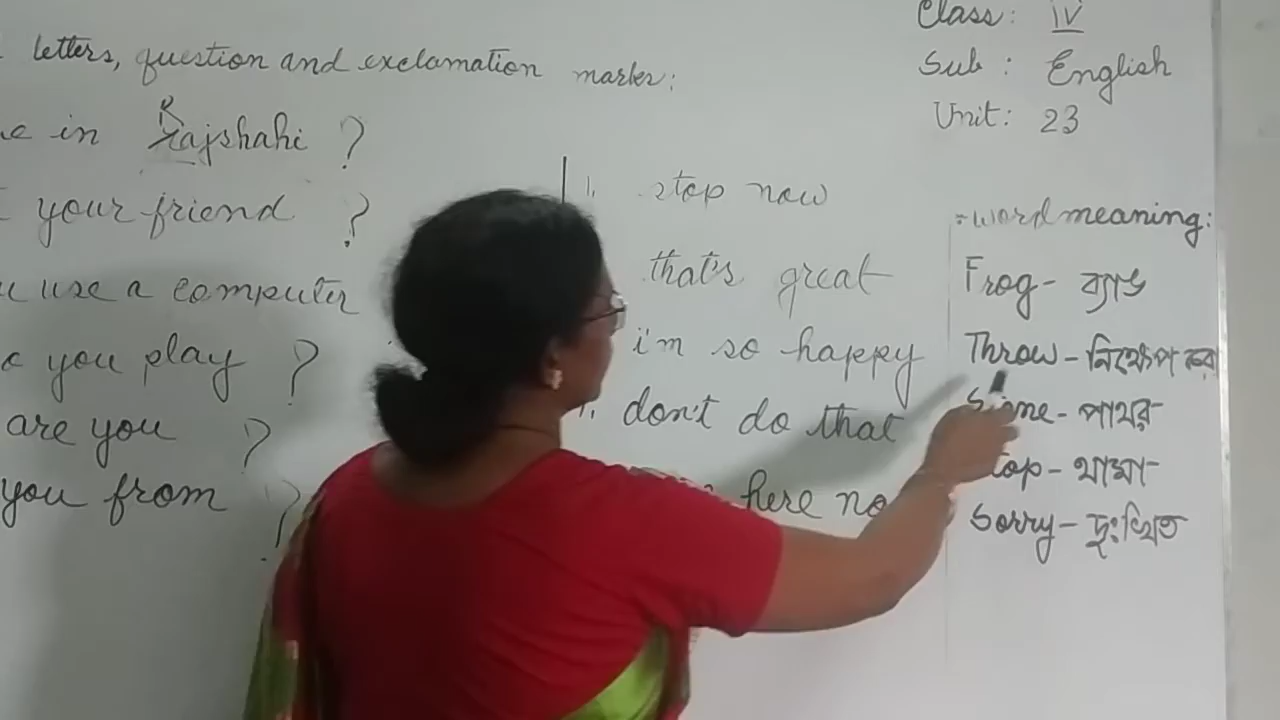 letters, question and exclamation marks:
Class: IV
Sub: English
Unit: 23
in Rajshahi ?
your friend ?
use a computer
you play ?
are you ?
you from ?
1. stop now
that's great
i'm so happy
don't do that
here no
word meaning:
Frog - ব্যাঙ
Throw - নিক্ষেপ করা
Stone - পাথর
Stop - থামা
Sorry - দুঃখিত